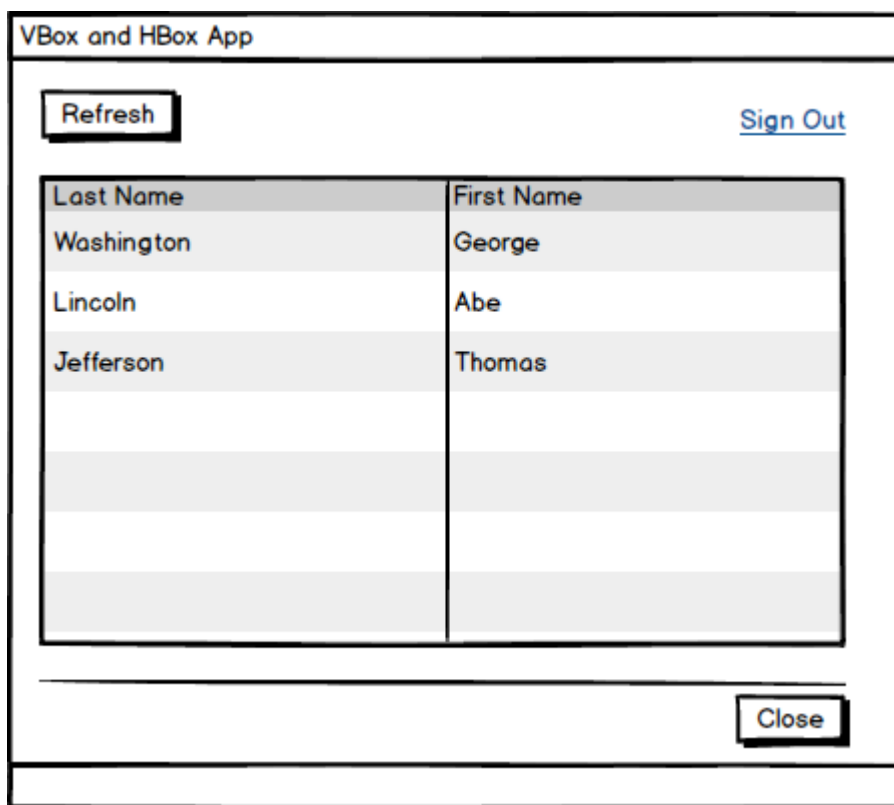 VBox and HBox App
Refresh
Sign Out
Last Name First Name
Washington George
Lincoln Abe
Jefferson Thomas
Close